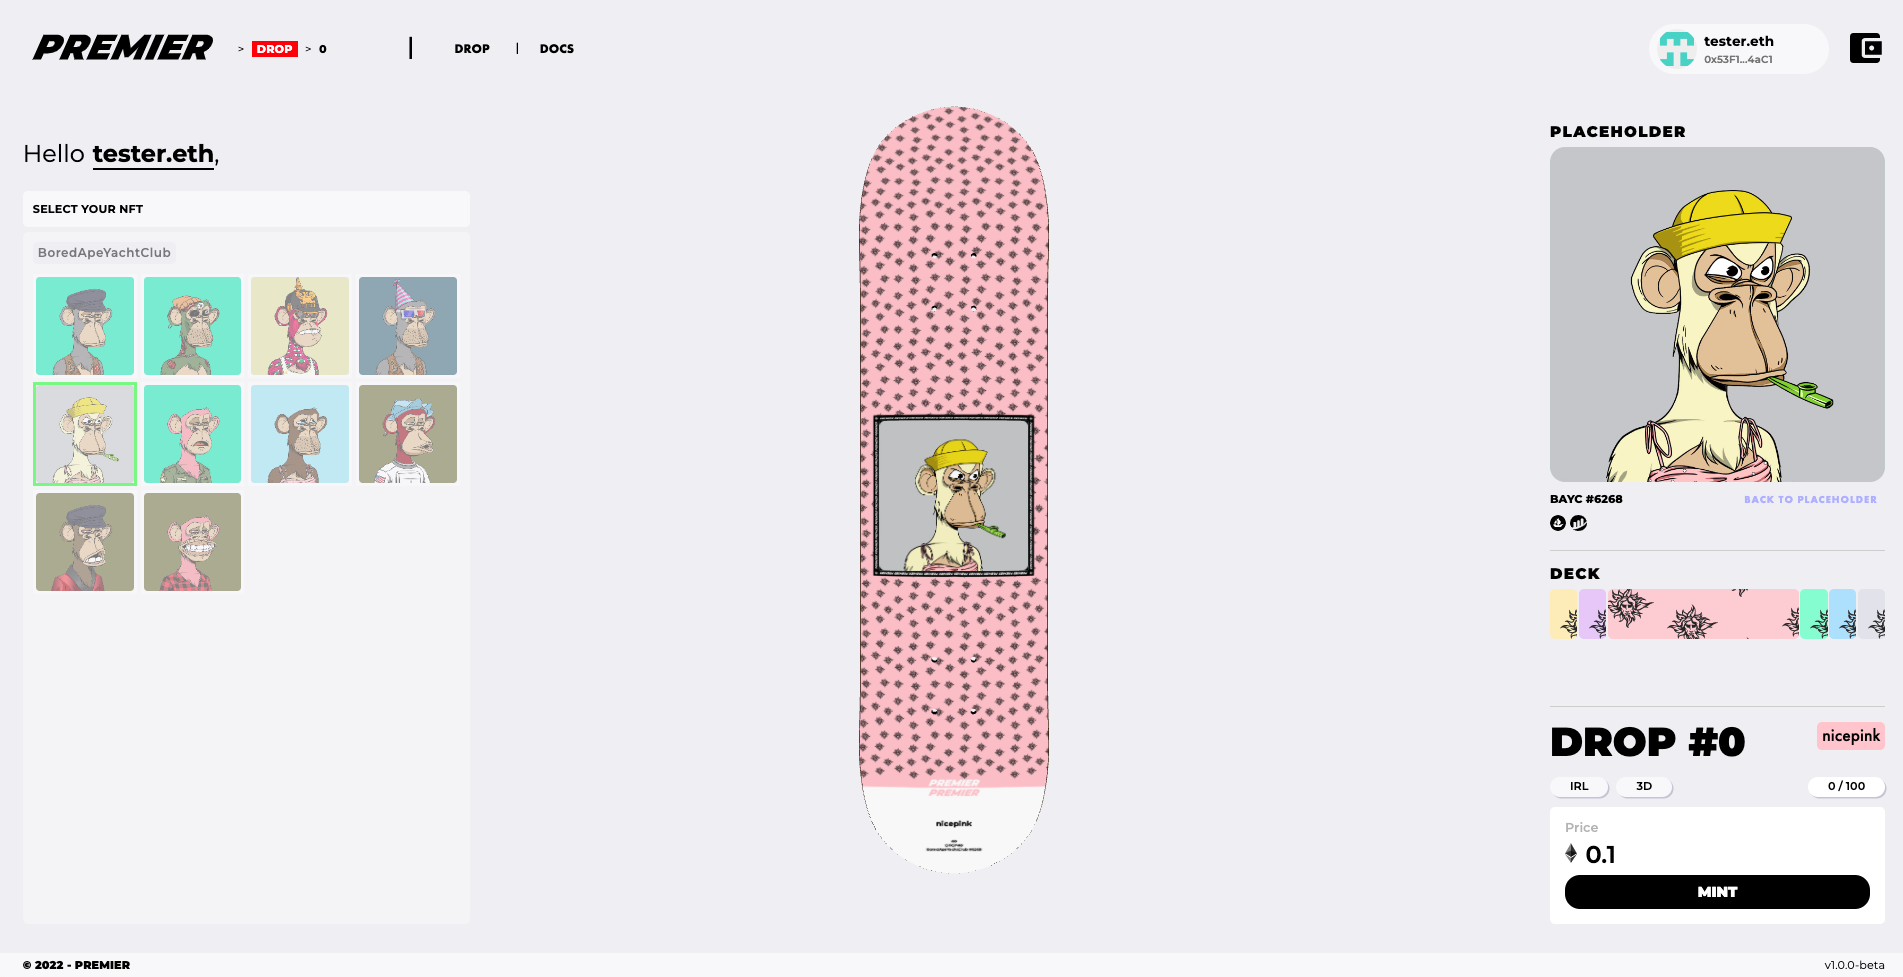 PREMIER > DROP > 0 | DROP | DOCS
tester.eth
0x53F1...4aC1
Hello tester.eth,
SELECT YOUR NFT
BoredApeYachtClub
PREMIER
PREMIER
nicepink
PLACEHOLDER
BAYC #6268 BACK TO PLACEHOLDER
DECK
DROP #0 nicepink
IRL 3D 0 / 100
Price
0.1
MINT
© 2022 - PREMIER v1.0.0-beta